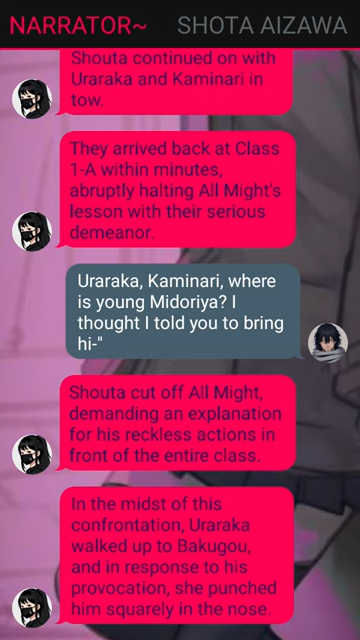 NARRATOR~ SHOTA AIZAWA
Shouta continued on with
Uraraka and Kaminari in
tow.
They arrived back at Class
1-A within minutes,
abruptly halting All Might's
lesson with their serious
demeanor.
Uraraka, Kaminari, where
is young Midoriya? I
thought I told you to bring
hi-"
Shouta cut off All Might,
demanding an explanation
for his reckless actions in
front of the entire class.
In the midst of this
confrontation, Uraraka
walked up to Bakugou,
and in response to his
provocation, she punched
him squarely in the nose.